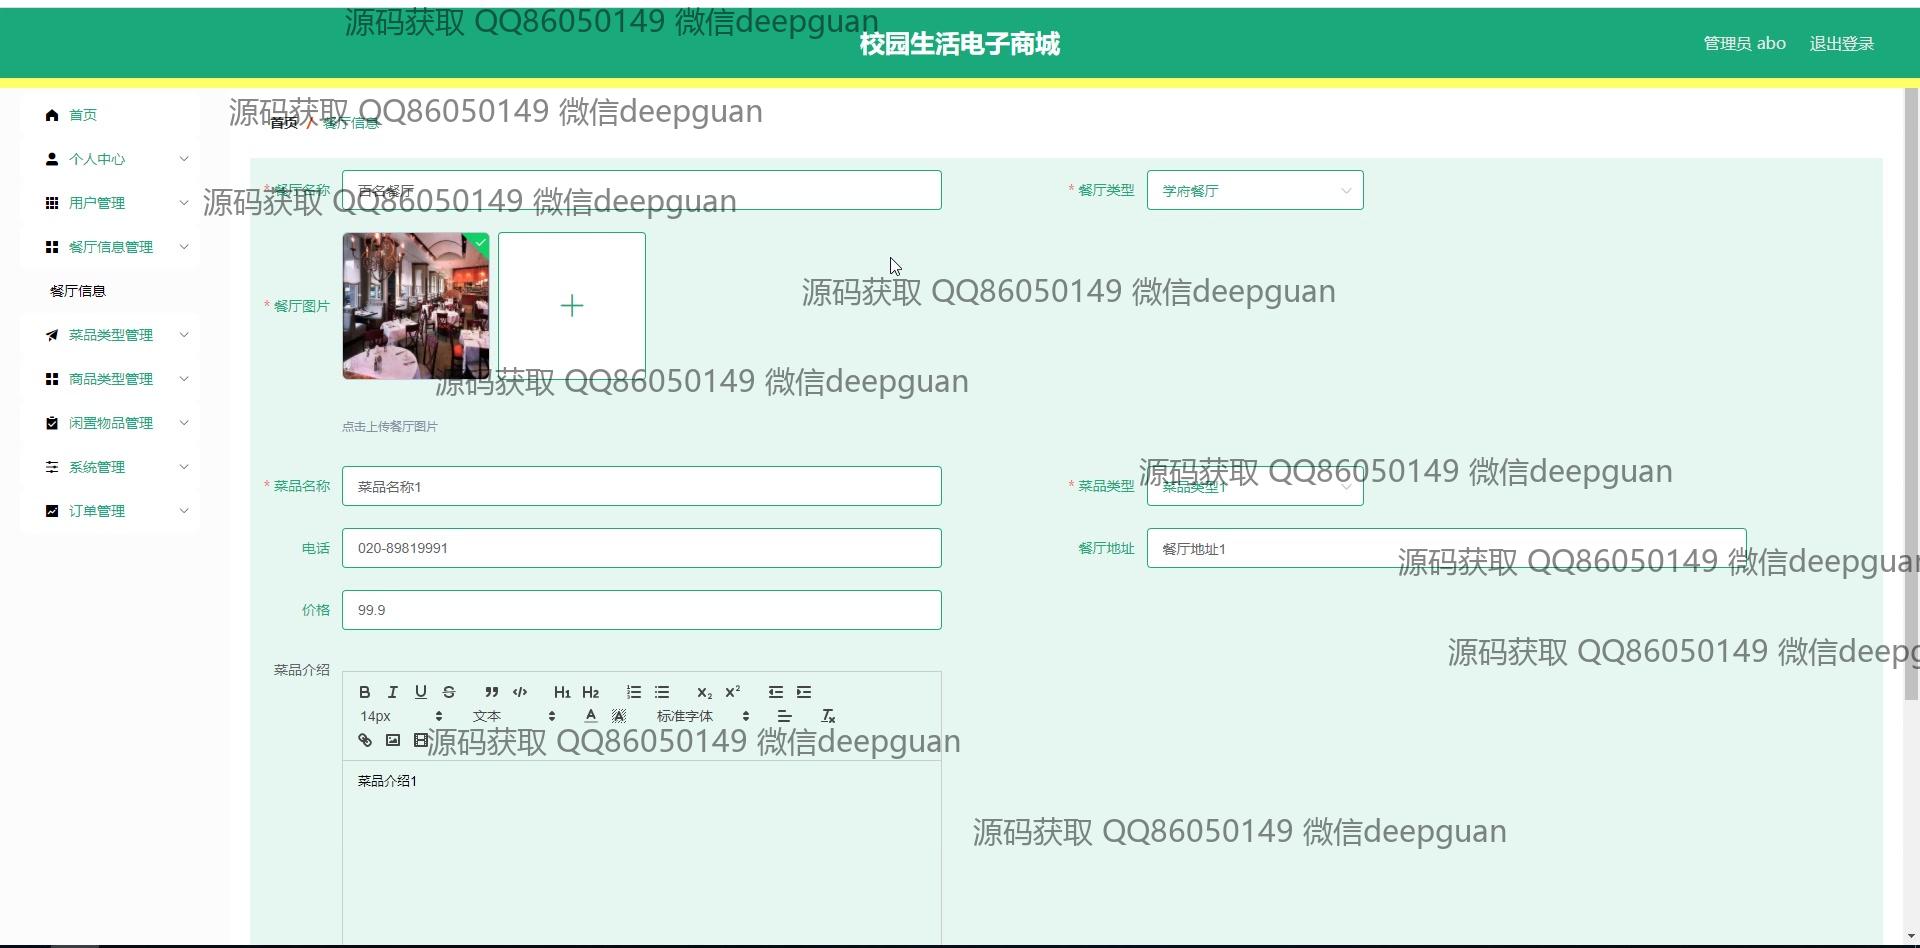 源码获取 QQ86050149 微信deepguan
校园生活电子商城
管理员 abo 退出登录
源码获取 QQ86050149 微信deepguan
首页 / 餐厅信息
首页
个人中心
用户管理
餐厅信息管理
餐厅信息
菜品类型管理
商品类型管理
闲置物品管理
系统管理
订单管理
* 餐厅名称 百名餐厅
* 餐厅类型 学府餐厅
源码获取 QQ86050149 微信deepguan
源码获取 QQ86050149 微信deepguan
* 餐厅图片
源码获取 QQ86050149 微信deepguan
点击上传餐厅图片
源码获取 QQ86050149 微信deepguan
* 菜品名称 菜品名称1
* 菜品类型 菜品类型1
电话 020-89819991
餐厅地址 餐厅地址1
源码获取 QQ86050149 微信deepguan
价格 99.9
源码获取 QQ86050149 微信deepg
菜品介绍
B I U S H1 H2 X2 X2
14px 文本 A A 标准字体 Tx
源码获取 QQ86050149 微信deepguan
菜品介绍1
源码获取 QQ86050149 微信deepguan